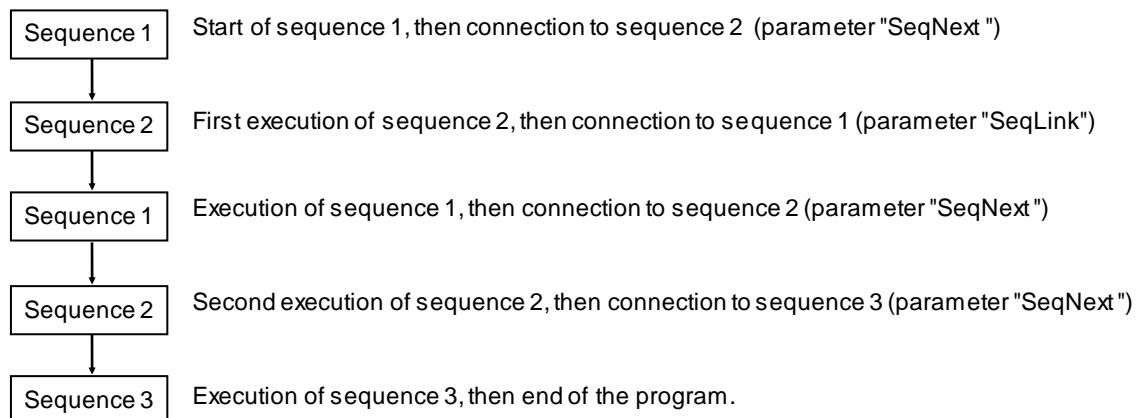 Sequence 1 Start of sequence 1, then connection to sequence 2 (parameter "SeqNext")
Sequence 2 First execution of sequence 2, then connection to sequence 1 (parameter "SeqLink")
Sequence 1 Execution of sequence 1, then connection to sequence 2 (parameter "SeqNext")
Sequence 2 Second execution of sequence 2, then connection to sequence 3 (parameter "SeqNext")
Sequence 3 Execution of sequence 3, then end of the program.